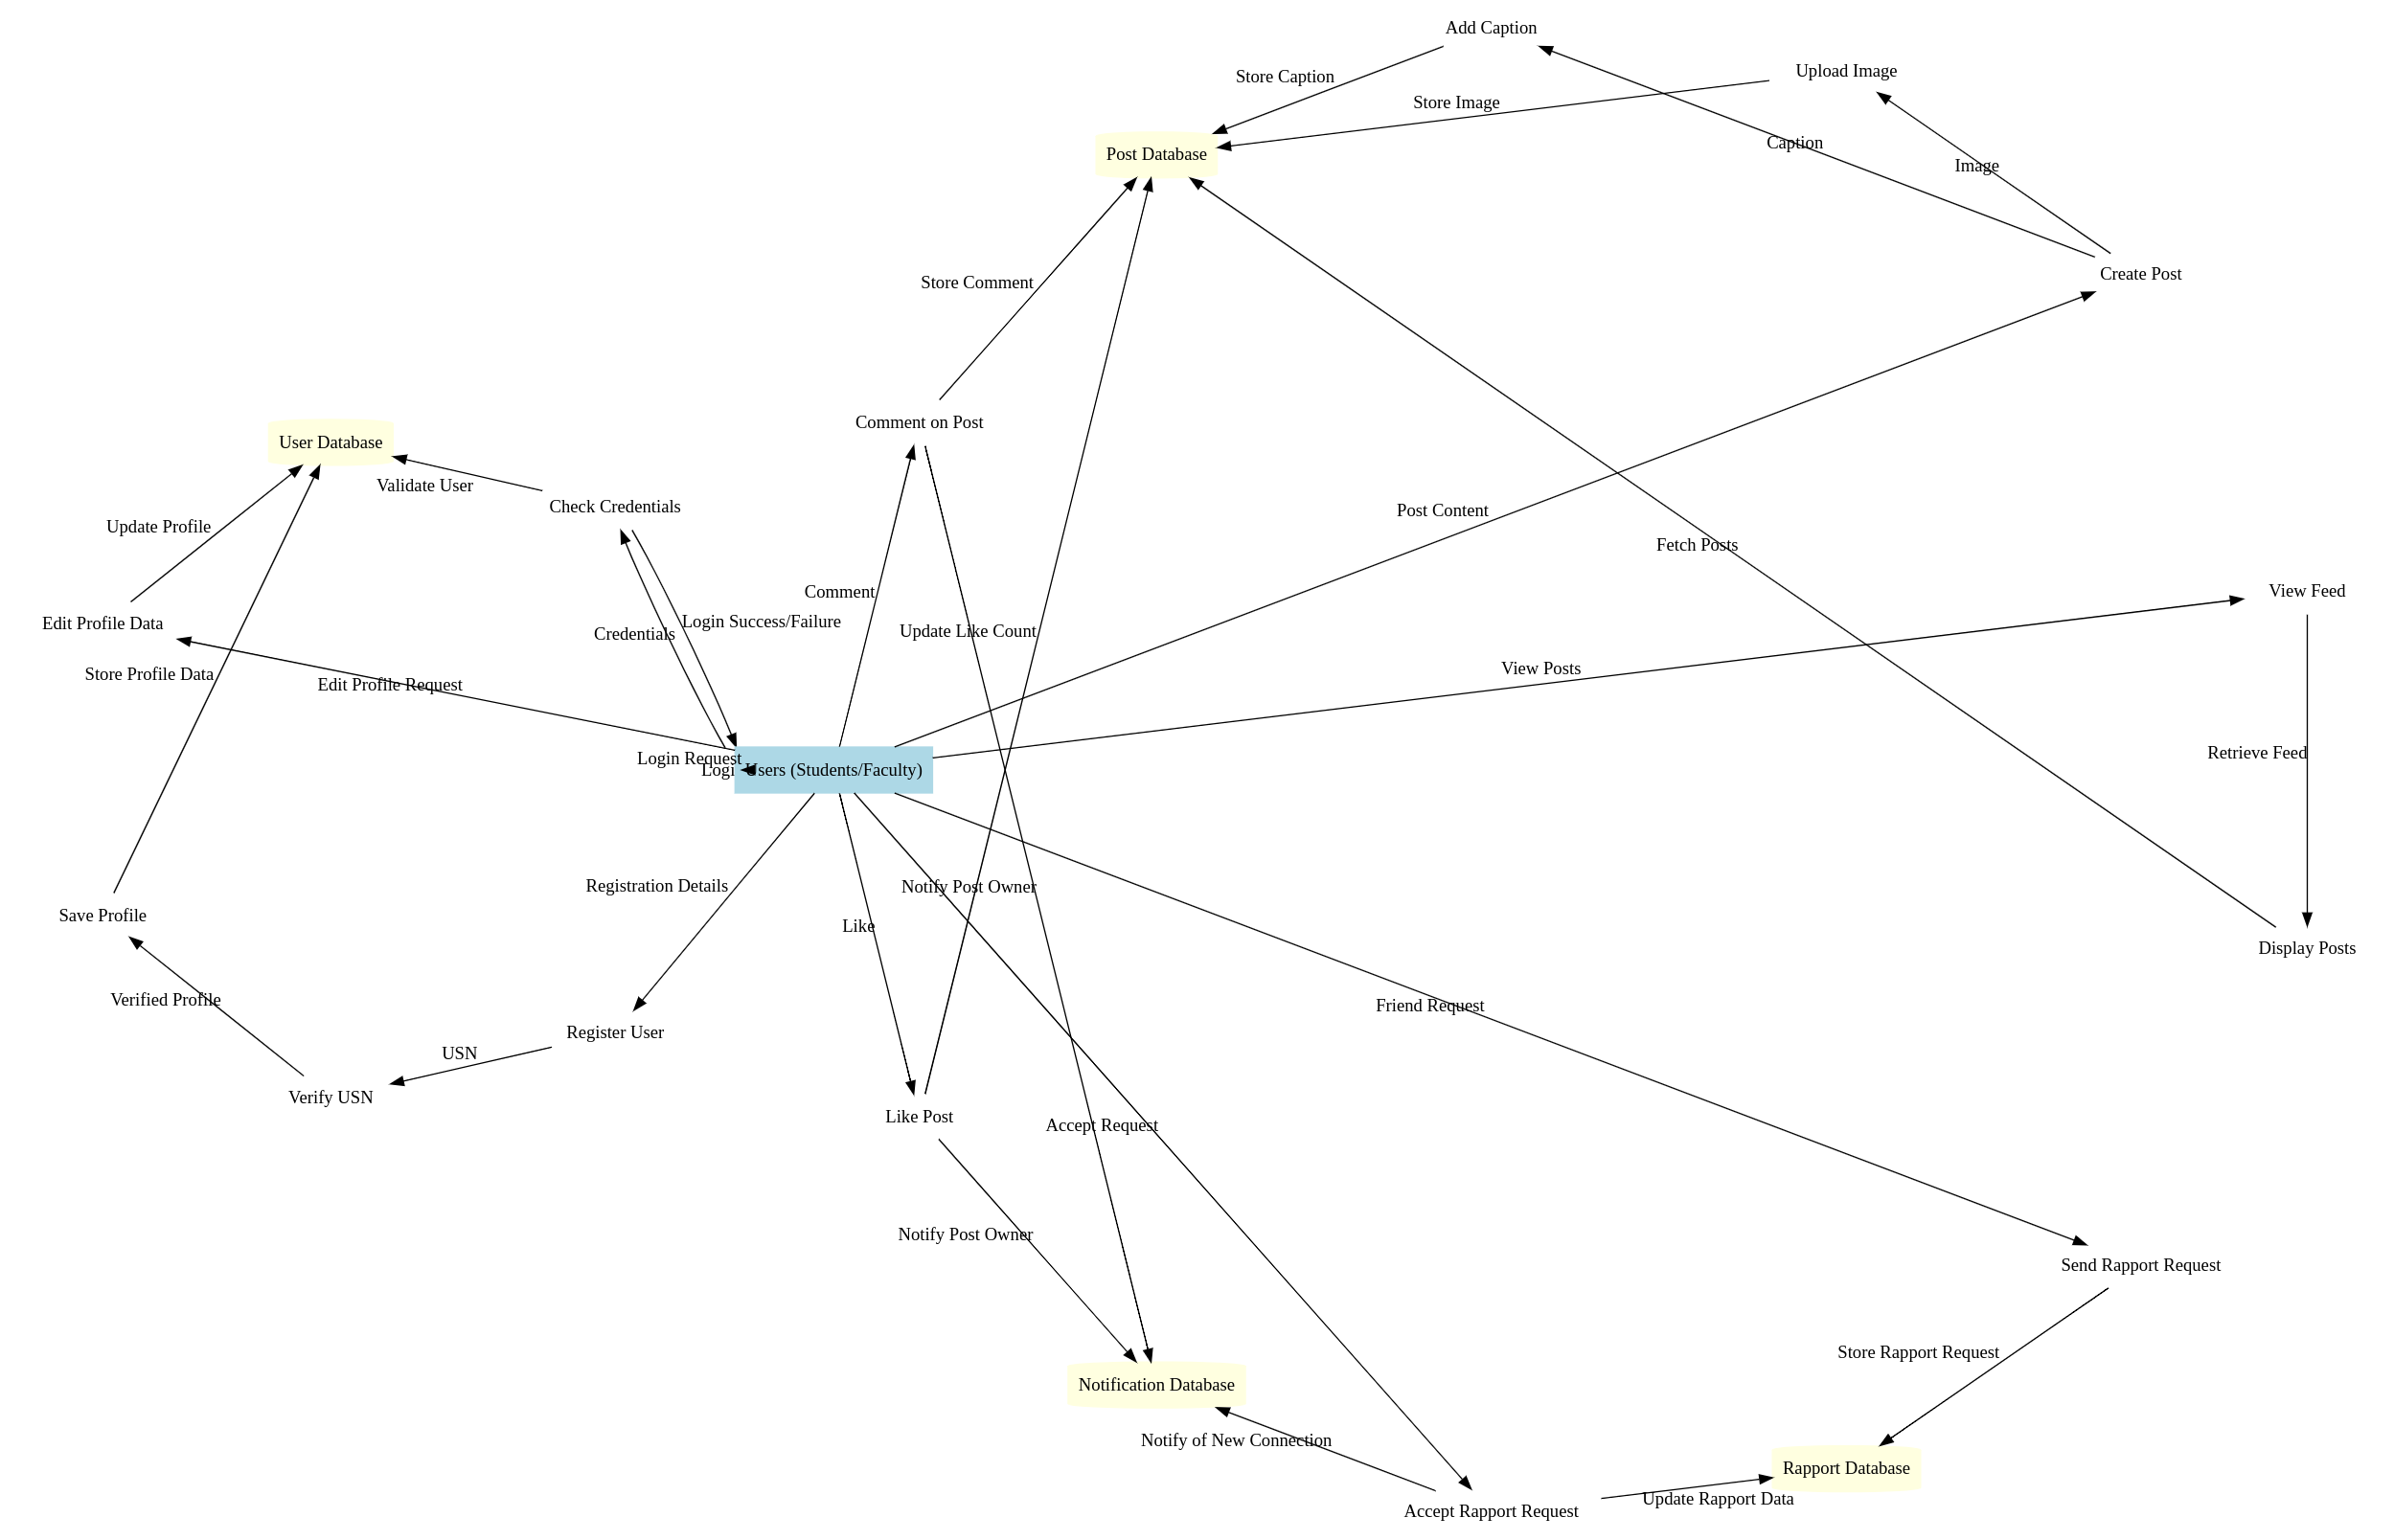 Add Caption
Upload Image
Store Caption
Store Image
Caption
Post Database
Image
Create Post
Store Comment
Comment on Post
User Database
Validate User
Check Credentials
Post Content
Update Profile
Fetch Posts
View Feed
Comment
Edit Profile Data
Login Success/Failure
Credentials
Update Like Count
View Posts
Store Profile Data
Edit Profile Request
Retrieve Feed
Login Request
Users (Students/Faculty)
Registration Details
Notify Post Owner
Save Profile
Like
Display Posts
Verified Profile
Friend Request
Register User
USN
Verify USN
Like Post
Accept Request
Notify Post Owner
Send Rapport Request
Store Rapport Request
Notification Database
Notify of New Connection
Rapport Database
Update Rapport Data
Accept Rapport Request